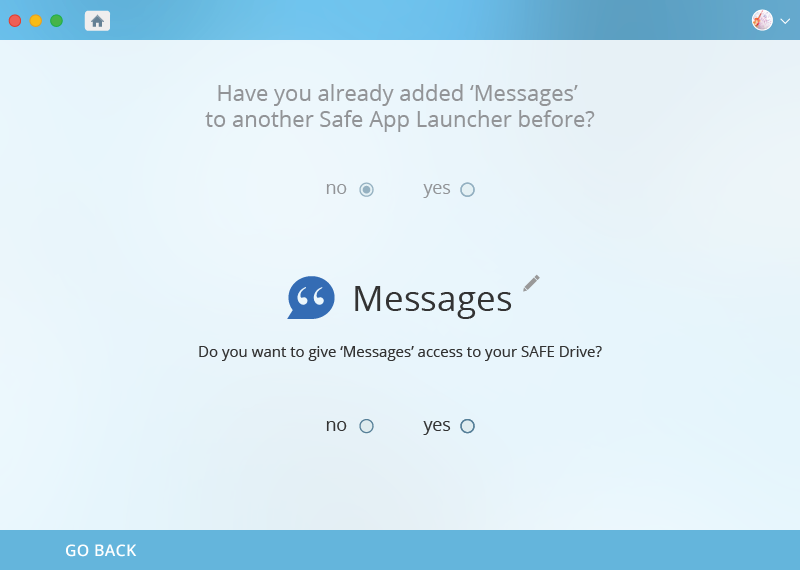 Have you already added ‘Messages’
to another Safe App Launcher before?
no yes
Messages
Do you want to give ‘Messages’ access to your SAFE Drive?
no yes
GO BACK